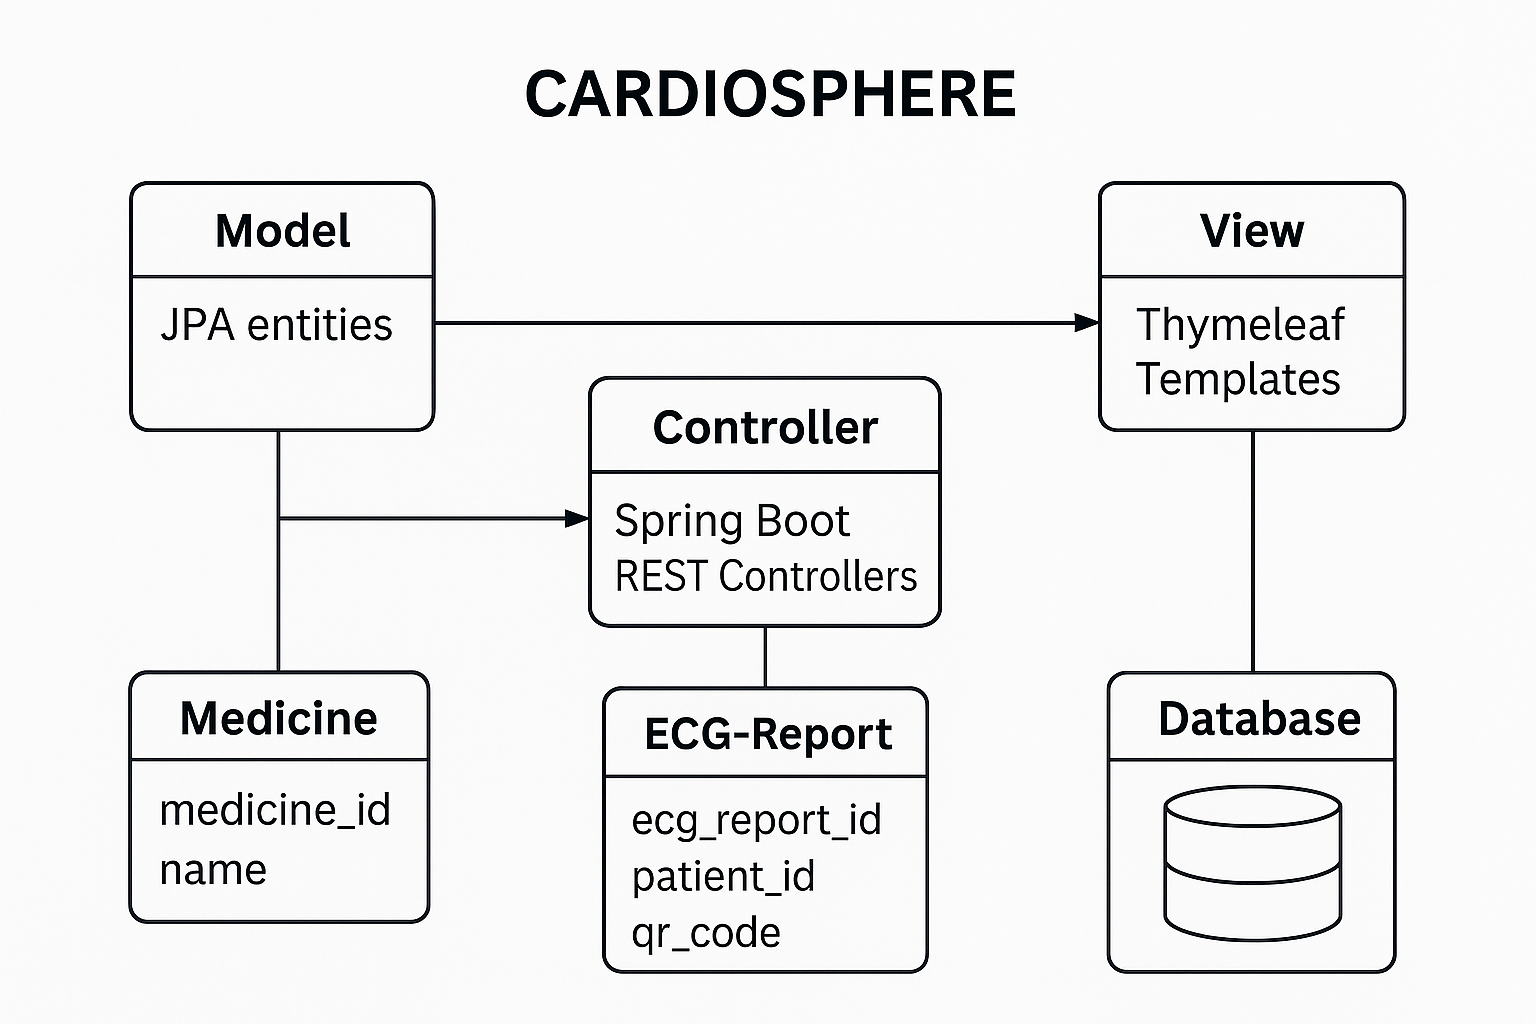 CARDIOSPHERE
Model
JPA entities
View
Thymeleaf
Templates
Controller
Spring Boot
REST Controllers
Medicine
medicine_id
name
ECG-Report
ecg_report_id
patient_id
qr_code
Database